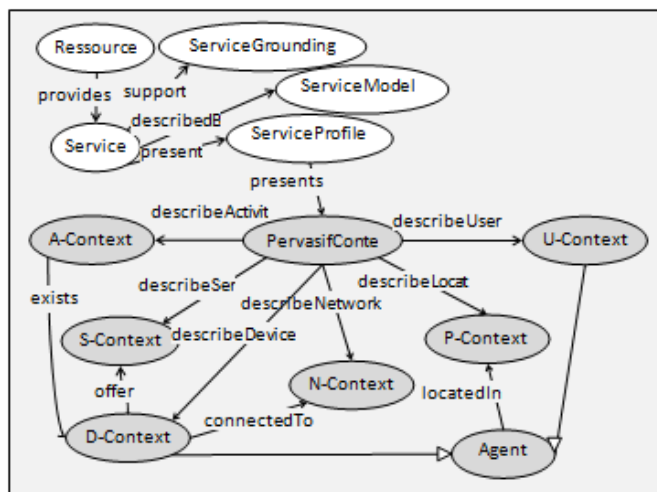 Ressource
ServiceGrounding
provides
support
ServiceModel
describedB
Service
present
ServiceProfile
presents
describeActivit
describeUser
A-Context
PervasifConte
U-Context
exists
describeSer
describeLocat
describeNetwork
S-Context
describeDevice
P-Context
offer
N-Context
locatedIn
connectedTo
D-Context
Agent